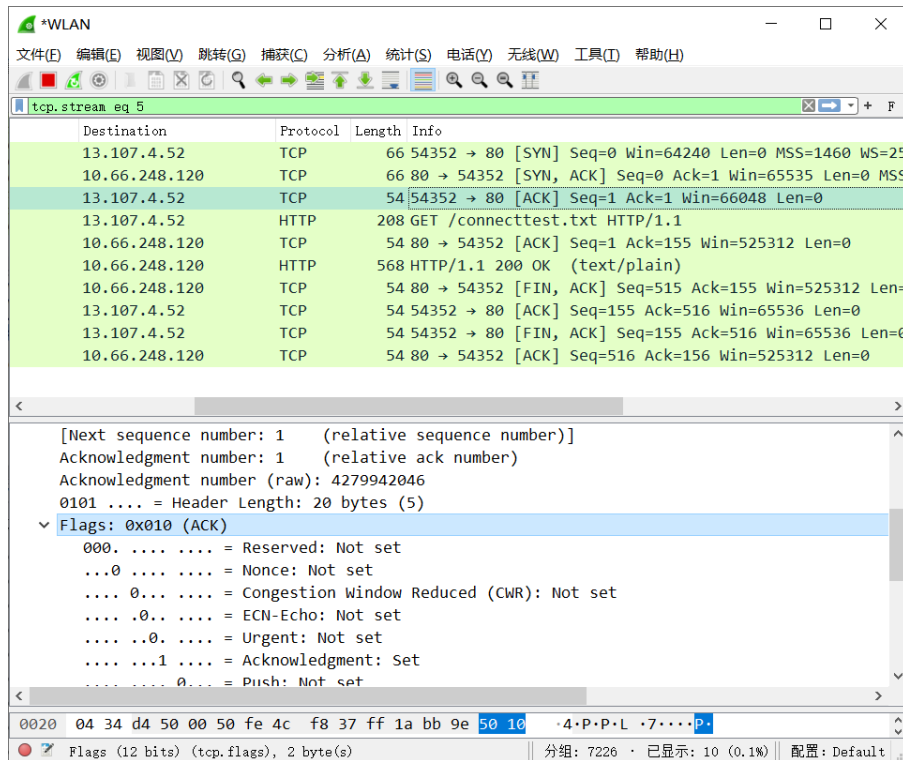 *WLAN
文件(F) 编辑(E) 视图(V) 跳转(G) 捕获(C) 分析(A) 统计(S) 电话(Y) 无线(W) 工具(T) 帮助(H)
tcp.stream eq 5 + F
Destination Protocol Length Info
13.107.4.52 TCP 66 54352 → 80 [SYN] Seq=0 Win=64240 Len=0 MSS=1460 WS=25
10.66.248.120 TCP 66 80 → 54352 [SYN, ACK] Seq=0 Ack=1 Win=65535 Len=0 MSS
13.107.4.52 TCP 54 54352 → 80 [ACK] Seq=1 Ack=1 Win=66048 Len=0
13.107.4.52 HTTP 208 GET /connecttest.txt HTTP/1.1
10.66.248.120 TCP 54 80 → 54352 [ACK] Seq=1 Ack=155 Win=525312 Len=0
10.66.248.120 HTTP 568 HTTP/1.1 200 OK (text/plain)
10.66.248.120 TCP 54 80 → 54352 [FIN, ACK] Seq=515 Ack=155 Win=525312 Len=
13.107.4.52 TCP 54 54352 → 80 [ACK] Seq=155 Ack=516 Win=65536 Len=0
13.107.4.52 TCP 54 54352 → 80 [FIN, ACK] Seq=155 Ack=516 Win=65536 Len=0
10.66.248.120 TCP 54 80 → 54352 [ACK] Seq=516 Ack=156 Win=525312 Len=0
[Next sequence number: 1 (relative sequence number)]
Acknowledgment number: 1 (relative ack number)
Acknowledgment number (raw): 4279942046
0101 .... = Header Length: 20 bytes (5)
Flags: 0x010 (ACK)
000. .... .... = Reserved: Not set
...0 .... .... = Nonce: Not set
.... 0... .... = Congestion Window Reduced (CWR): Not set
.... .0.. .... = ECN-Echo: Not set
.... ..0. .... = Urgent: Not set
.... ...1 .... = Acknowledgment: Set
.... .... 0... = Push: Not set
0020 04 34 d4 50 00 50 fe 4c f8 37 ff 1a bb 9e 50 10 ·4·P·P·L ·7····P·
Flags (12 bits) (tcp.flags), 2 byte(s) 分组: 7226 · 已显示: 10 (0.1%) 配置: Default